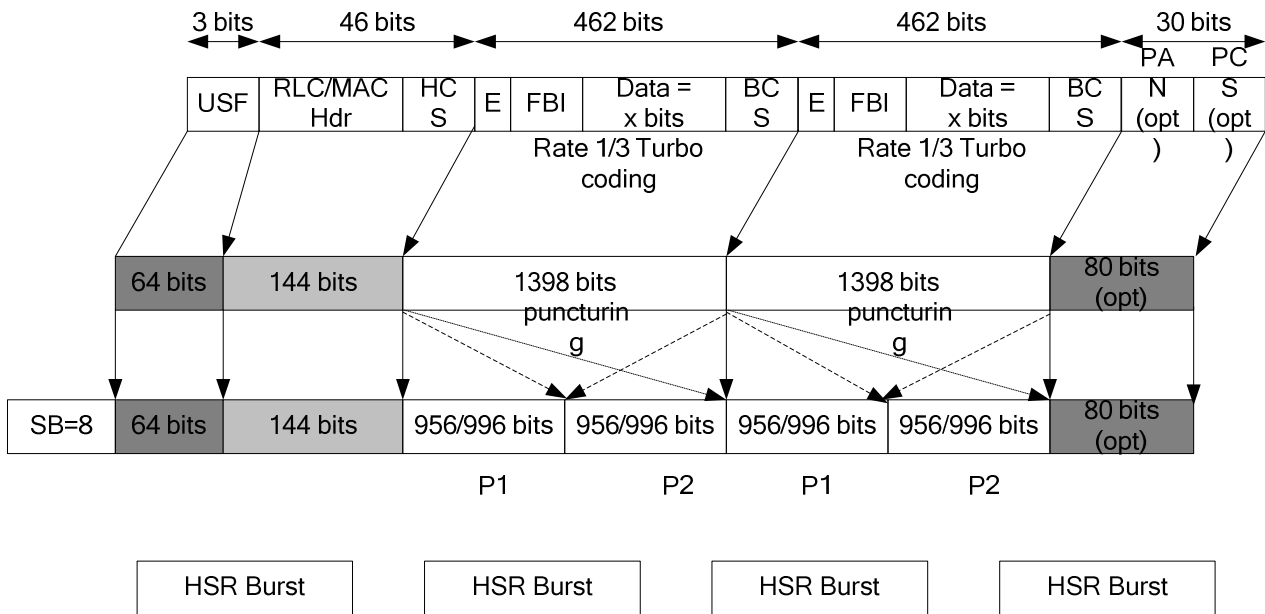 3 bits 46 bits 462 bits 462 bits 30 bits
USF
RLC/MAC
Hdr
HC
S
E
FBI
Data =
x bits
BC
S
E
FBI
Data =
x bits
BC
S
PA
N
(opt
)
PC
S
(opt
)
Rate 1/3 Turbo
coding
Rate 1/3 Turbo
coding
64 bits
144 bits
1398 bits
puncturin
g
1398 bits
puncturin
g
80 bits
(opt)
SB=8
64 bits
144 bits
956/996 bits
956/996 bits
956/996 bits
956/996 bits
80 bits
(opt)
P1 P2 P1 P2
HSR Burst HSR Burst HSR Burst HSR Burst